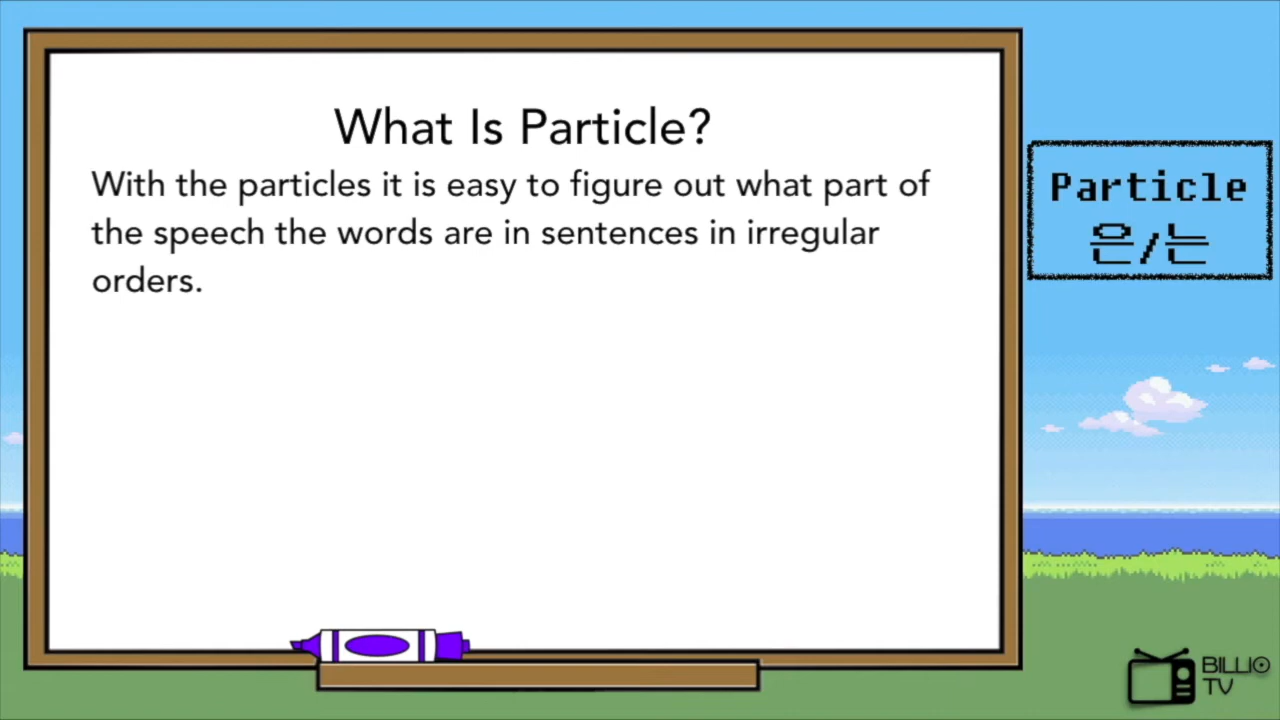 What Is Particle?
With the particles it is easy to figure out what part of
the speech the words are in sentences in irregular
orders.
Particle
은/는
BILLIO
TV